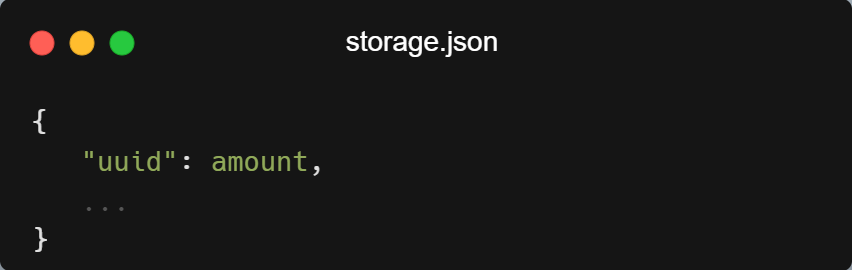 storage.json
{
"uuid": amount,
...
}